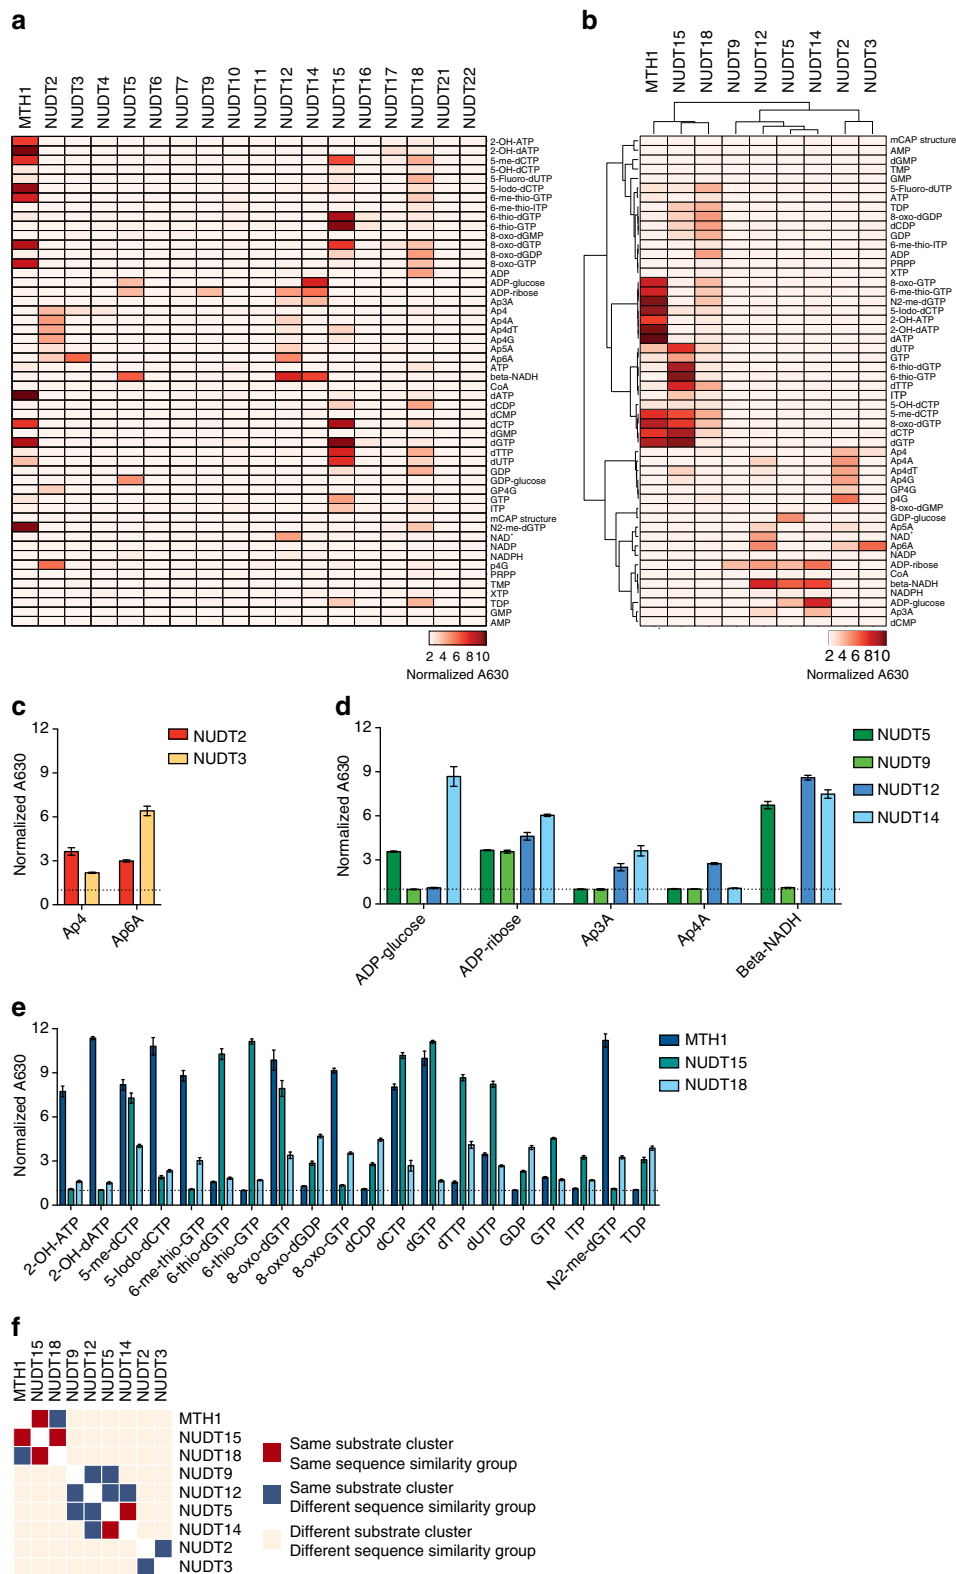 a
MTH1
NUDT2
NUDT3
NUDT4
NUDT5
NUDT6
NUDT7
NUDT9
NUDT10
NUDT11
NUDT12
NUDT14
NUDT15
NUDT16
NUDT17
NUDT18
NUDT21
NUDT22
2-OH-ATP
2-OH-dATP
5-me-dCTP
5-OH-dCTP
5-Fluoro-dUTP
5-Iodo-dCTP
6-me-thio-GTP
6-me-thio-ITP
6-thio-dGTP
6-thio-GTP
8-oxo-dGMP
8-oxo-dGTP
8-oxo-dGDP
8-oxo-GTP
ADP
ADP-glucose
ADP-ribose
Ap3A
Ap4
Ap4A
Ap4dT
Ap4G
Ap5A
Ap6A
ATP
beta-NADH
CoA
dATP
dCDP
dCMP
dCTP
dGMP
dGTP
dTTP
dUTP
GDP
GDP-glucose
GP4G
GTP
ITP
mCAP structure
N2-me-dGTP
NAD+
NADP
NADPH
p4G
PRPP
TMP
XTP
TDP
GMP
AMP
2 4 6 8 10
Normalized A630
b
MTH1
NUDT15
NUDT18
NUDT9
NUDT12
NUDT5
NUDT14
NUDT2
NUDT3
mCAP structure
AMP
dGMP
TMP
GMP
5-Fluoro-dUTP
ATP
TDP
8-oxo-dGDP
dCDP
GDP
6-me-thio-ITP
ADP
PRPP
XTP
8-oxo-GTP
6-me-thio-GTP
N2-me-dGTP
5-Iodo-dCTP
2-OH-ATP
2-OH-dATP
dATP
dUTP
GTP
6-thio-dGTP
6-thio-GTP
dTTP
ITP
5-OH-dCTP
5-me-dCTP
8-oxo-dGTP
dCTP
dGTP
Ap4
Ap4A
Ap4dT
Ap4G
GP4G
p4G
8-oxo-dGMP
GDP-glucose
Ap5A
NAD+
Ap6A
NADP
ADP-ribose
CoA
beta-NADH
NADPH
ADP-glucose
Ap3A
dCMP
2 4 6 8 10
Normalized A630
c
Normalized A630
12
9
6
3
0
NUDT2
NUDT3
Ap4
Ap6A
d
Normalized A630
12
9
6
3
0
NUDT5
NUDT9
NUDT12
NUDT14
ADP-glucose
ADP-ribose
Ap3A
Ap4A
Beta-NADH
e
Normalized A630
12
9
6
3
0
MTH1
NUDT15
NUDT18
2-OH-ATP
2-OH-dATP
5-me-dCTP
5-Iodo-dCTP
6-me-thio-GTP
6-thio-dGTP
6-thio-GTP
8-oxo-dGTP
8-oxo-dGDP
8-oxo-GTP
dCDP
dCTP
dGTP
dTTP
dUTP
GDP
GTP
ITP
N2-me-dGTP
TDP
f
MTH1
NUDT15
NUDT18
NUDT9
NUDT12
NUDT5
NUDT14
NUDT2
NUDT3
MTH1
NUDT15
NUDT18
NUDT9
NUDT12
NUDT5
NUDT14
NUDT2
NUDT3
Same substrate cluster
Same sequence similarity group
Same substrate cluster
Different sequence similarity group
Different substrate cluster
Different sequence similarity group